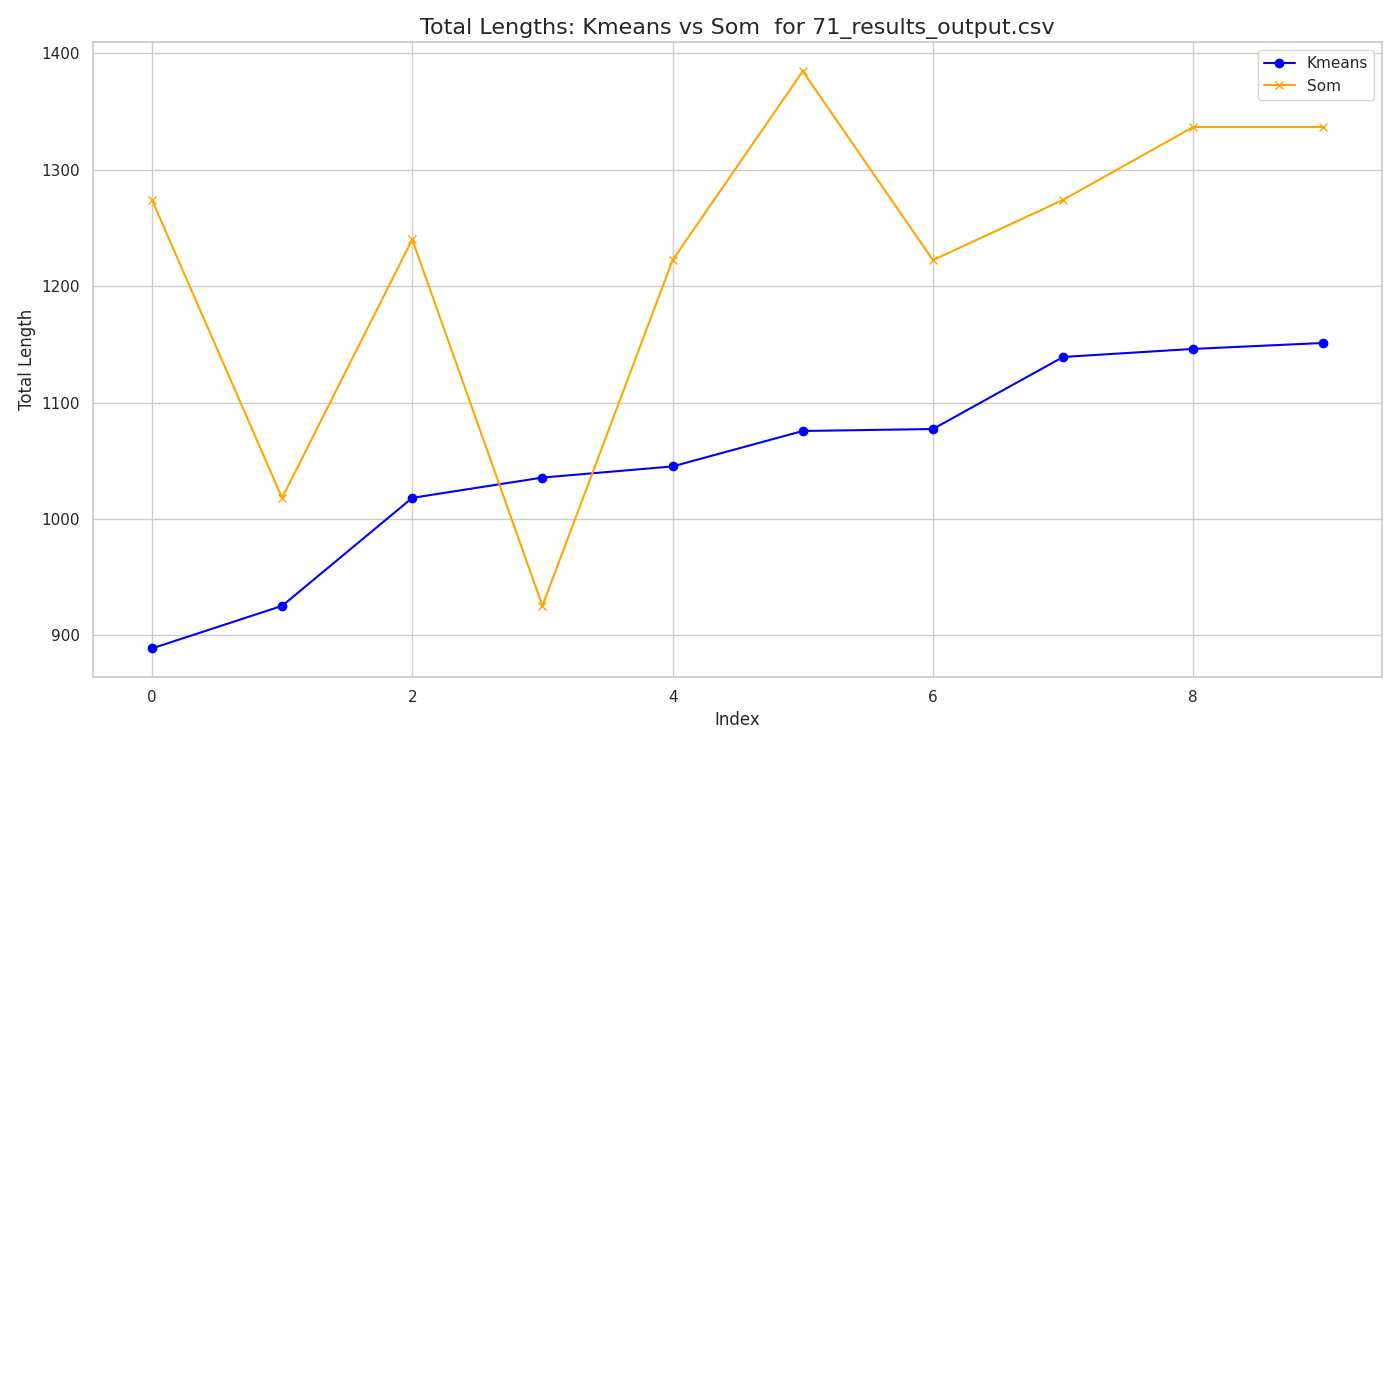 Total Lengths: Kmeans vs Som  for 71_results_output.csv
Kmeans
Som
Total Length
1400
1300
1200
1100
1000
900
0 2 4 6 8
Index